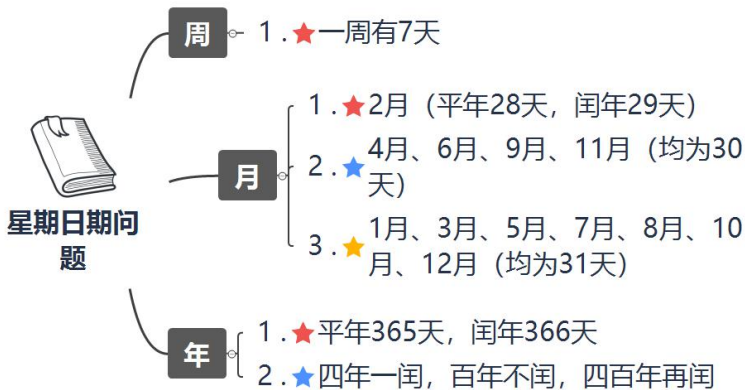 周
1.★一周有7天
星期日期问
题
月
1.★2月（平年28天，闰年29天）
2.★4月、6月、9月、11月（均为30
天）
3.★1月、3月、5月、7月、8月、10
月、12月（均为31天）
年
1.★平年365天，闰年366天
2.★四年一闰，百年不闰，四百年再闰